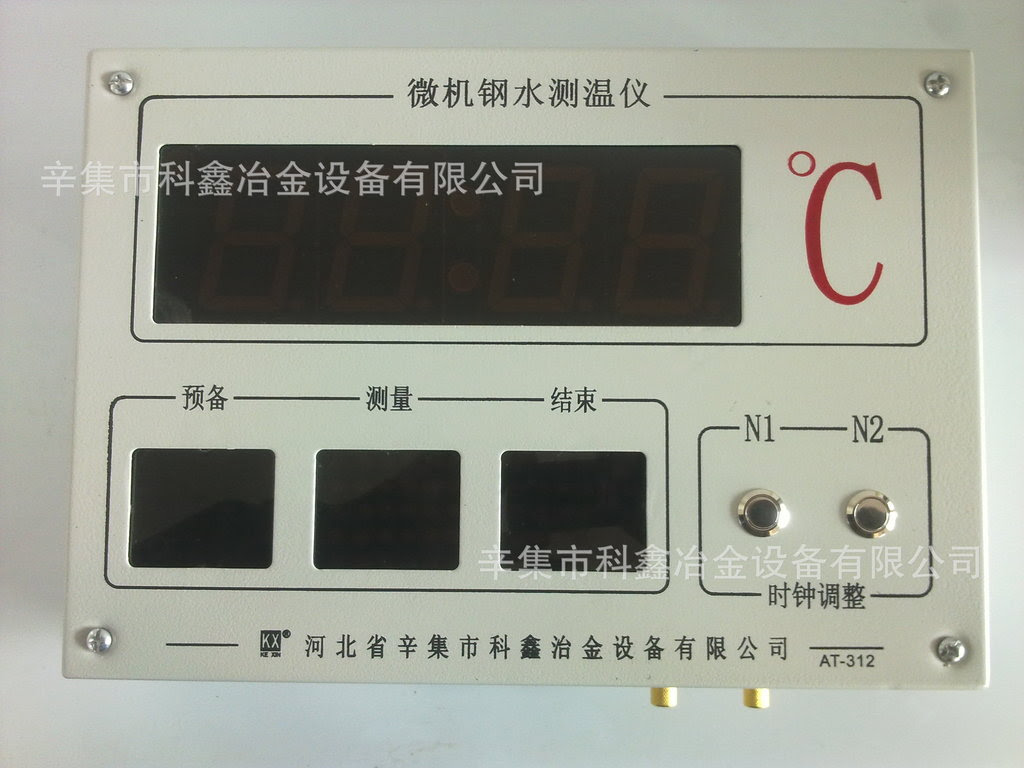 微机钢水测温仪
辛集市科鑫冶金设备有限公司
℃
预备 测量 结束
N1 N2
辛集市科鑫冶金设备有限公司
时钟调整
KX KE XIN 河北省辛集市科鑫冶金设备有限公司 AT-312